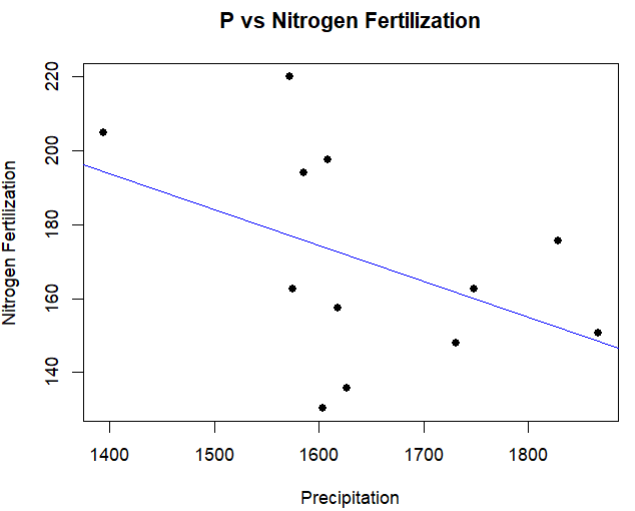 P vs Nitrogen Fertilization
Nitrogen Fertilization
220
200
180
160
140
1400 1500 1600 1700 1800
Precipitation